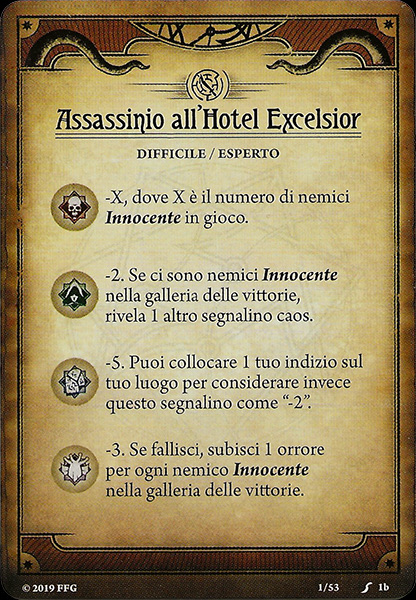 Assassinio all'Hotel Excelsior
DIFFICILE / ESPERTO
-X, dove X è il numero di nemici
Innocente in gioco.
-2. Se ci sono nemici Innocente
nella galleria delle vittorie,
rivela 1 altro segnalino caos.
-5. Puoi collocare 1 tuo indizio sul
tuo luogo per considerare invece
questo segnalino come “-2”.
-3. Se fallisci, subisci 1 orrore
per ogni nemico Innocente
nella galleria delle vittorie.
© 2019 FFG 1/53 1b